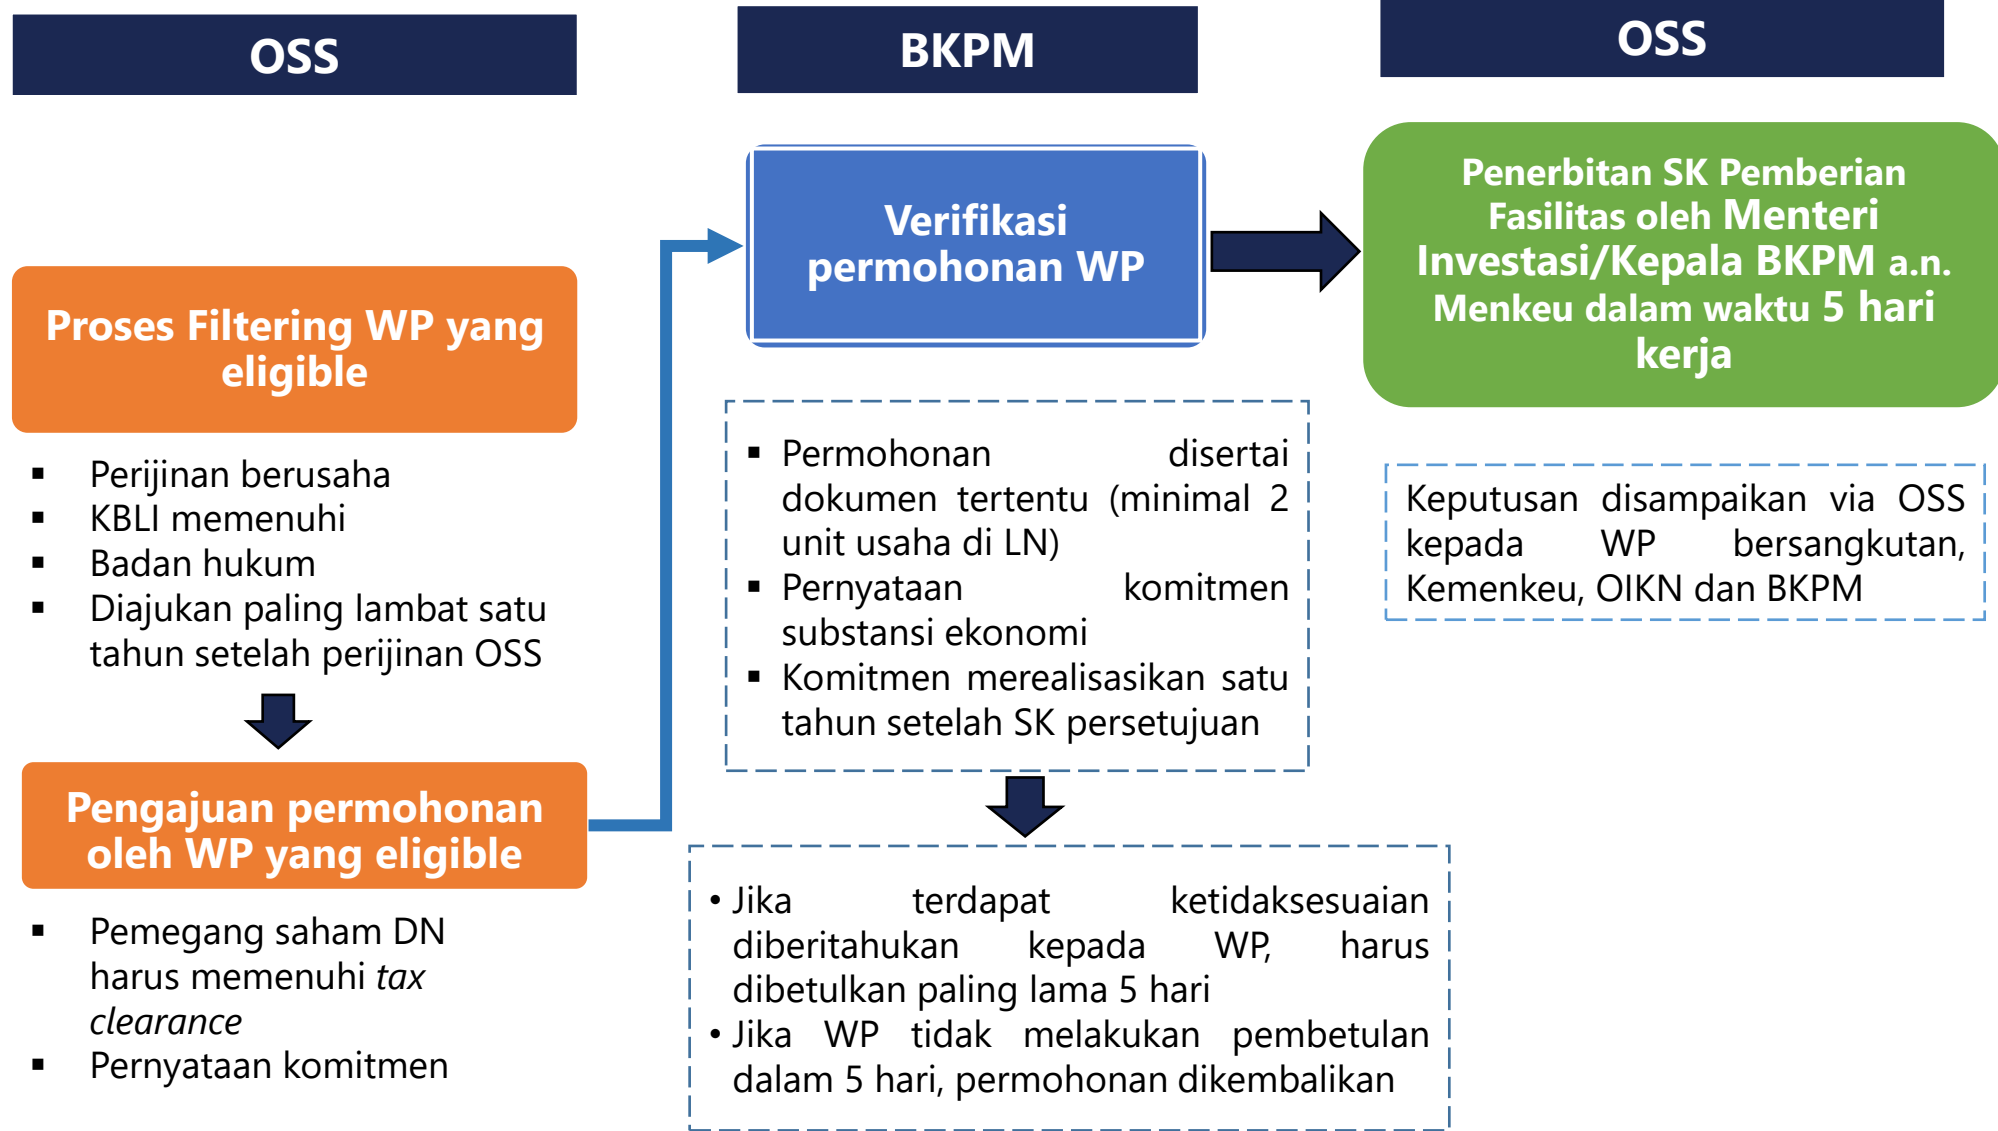 OSS
Proses Filtering WP yang
eligible
▪ Perijinan berusaha
▪ KBLI memenuhi
▪ Badan hukum
▪ Diajukan paling lambat satu
tahun setelah perijinan OSS
Pengajuan permohonan
oleh WP yang eligible
▪ Pemegang saham DN
harus memenuhi tax
clearance
▪ Pernyataan komitmen
BKPM
Verifikasi
permohonan WP
▪ Permohonan disertai
dokumen tertentu (minimal 2
unit usaha di LN)
▪ Pernyataan komitmen
substansi ekonomi
▪ Komitmen merealisasikan satu
tahun setelah SK persetujuan
• Jika terdapat ketidaksesuaian
diberitahukan kepada WP, harus
dibetulkan paling lama 5 hari
• Jika WP tidak melakukan pembetulan
dalam 5 hari, permohonan dikembalikan
OSS
Penerbitan SK Pemberian
Fasilitas oleh Menteri
Investasi/Kepala BKPM a.n.
Menkeu dalam waktu 5 hari
kerja
Keputusan disampaikan via OSS
kepada WP bersangkutan,
Kemenkeu, OIKN dan BKPM